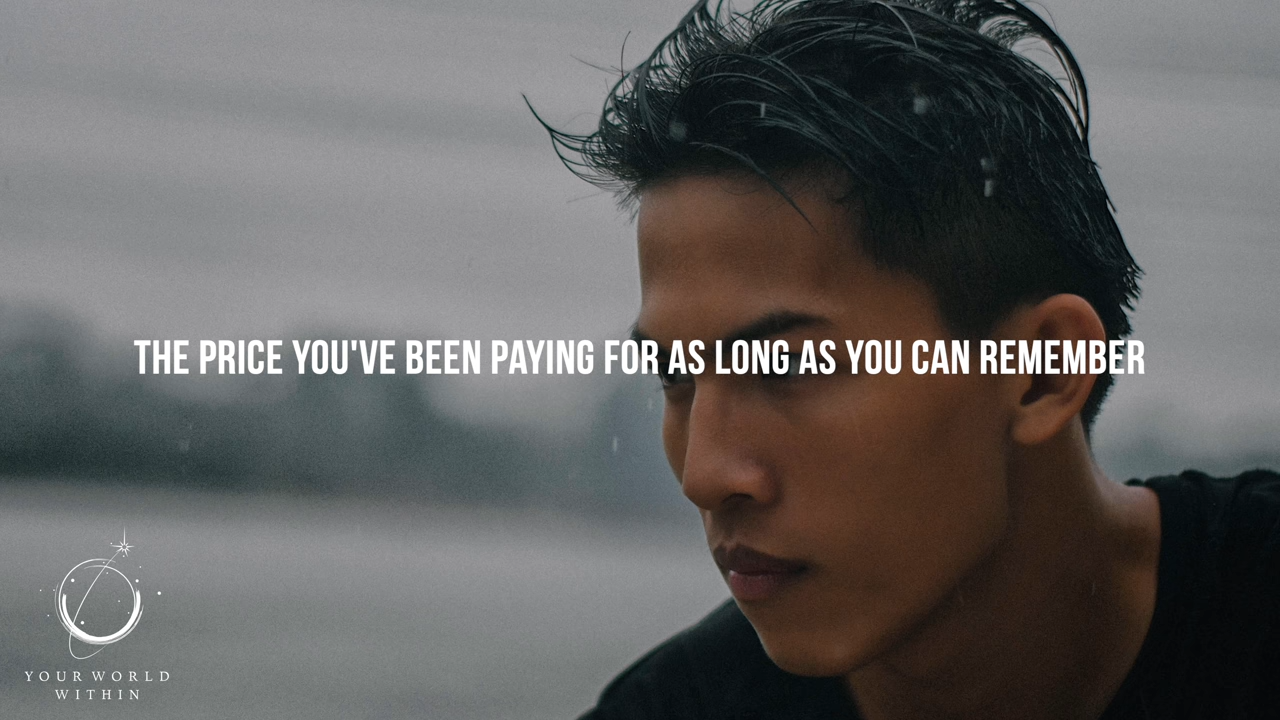 THE PRICE YOU'VE BEEN PAYING FOR AS LONG AS YOU CAN REMEMBER
YOUR WORLD
WITHIN